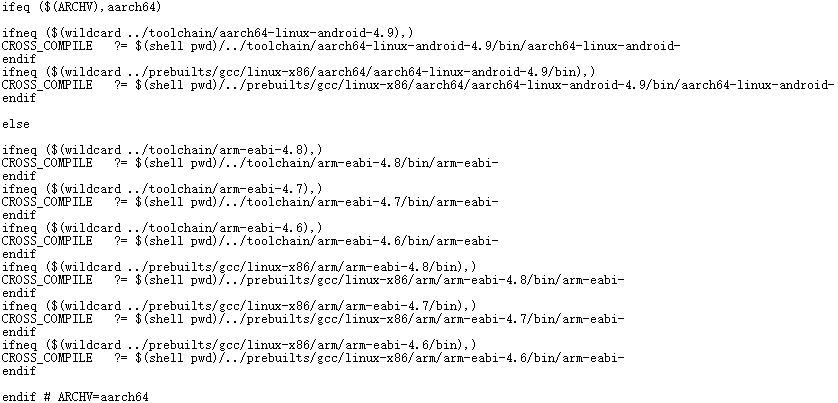 ifeq ($(ARCHV),aarch64)
ifneq ($(wildcard ../toolchain/aarch64-linux-android-4.9),)
CROSS_COMPILE ?= $(shell pwd)/../toolchain/aarch64-linux-android-4.9/bin/aarch64-linux-android-
endif
ifneq ($(wildcard ../prebuilts/gcc/linux-x86/aarch64/aarch64-linux-android-4.9/bin),)
CROSS_COMPILE ?= $(shell pwd)/../prebuilts/gcc/linux-x86/aarch64/aarch64-linux-android-4.9/bin/aarch64-linux-android-
endif
else
ifneq ($(wildcard ../toolchain/arm-eabi-4.8),)
CROSS_COMPILE ?= $(shell pwd)/../toolchain/arm-eabi-4.8/bin/arm-eabi-
endif
ifneq ($(wildcard ../toolchain/arm-eabi-4.7),)
CROSS_COMPILE ?= $(shell pwd)/../toolchain/arm-eabi-4.7/bin/arm-eabi-
endif
ifneq ($(wildcard ../toolchain/arm-eabi-4.6),)
CROSS_COMPILE ?= $(shell pwd)/../toolchain/arm-eabi-4.6/bin/arm-eabi-
endif
ifneq ($(wildcard ../prebuilts/gcc/linux-x86/arm/arm-eabi-4.8/bin),)
CROSS_COMPILE ?= $(shell pwd)/../prebuilts/gcc/linux-x86/arm/arm-eabi-4.8/bin/arm-eabi-
endif
ifneq ($(wildcard ../prebuilts/gcc/linux-x86/arm/arm-eabi-4.7/bin),)
CROSS_COMPILE ?= $(shell pwd)/../prebuilts/gcc/linux-x86/arm/arm-eabi-4.7/bin/arm-eabi-
endif
ifneq ($(wildcard ../prebuilts/gcc/linux-x86/arm/arm-eabi-4.6/bin),)
CROSS_COMPILE ?= $(shell pwd)/../prebuilts/gcc/linux-x86/arm/arm-eabi-4.6/bin/arm-eabi-
endif
endif # ARCHV=aarch64